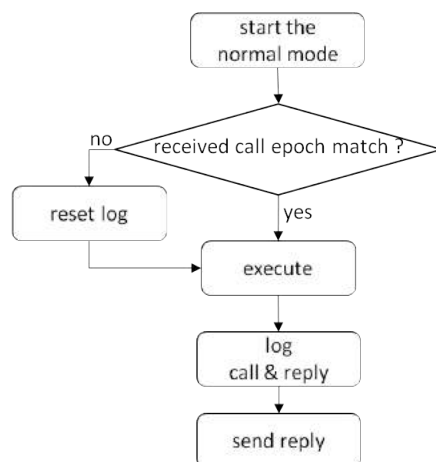 start the
normal mode
received call epoch match ?
no
reset log
yes
execute
log
call & reply
send reply